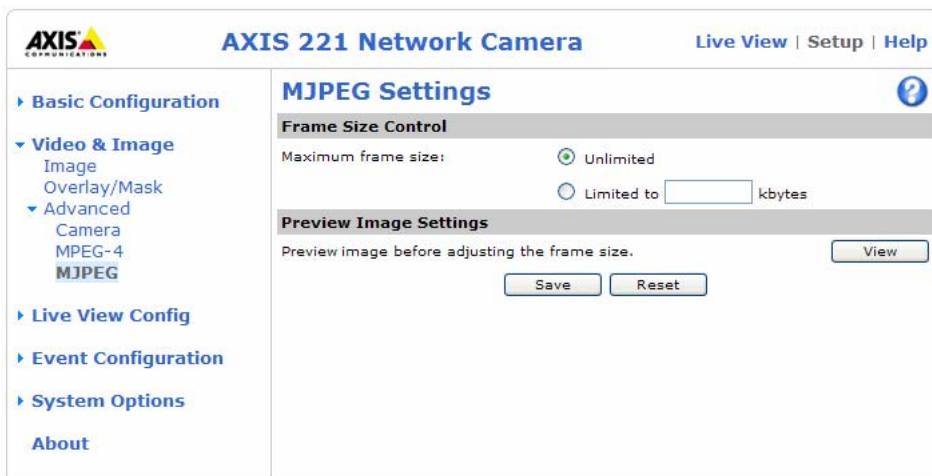 AXIS
COMMUNICATIONS
AXIS 221 Network Camera
Live View | Setup | Help
Basic Configuration
Video & Image
Image
Overlay/Mask
Advanced
Camera
MPEG-4
MJPEG
Live View Config
Event Configuration
System Options
About
MJPEG Settings
?
Frame Size Control
Maximum frame size:
Unlimited
Limited to kbytes
Preview Image Settings
Preview image before adjusting the frame size.
View
Save Reset